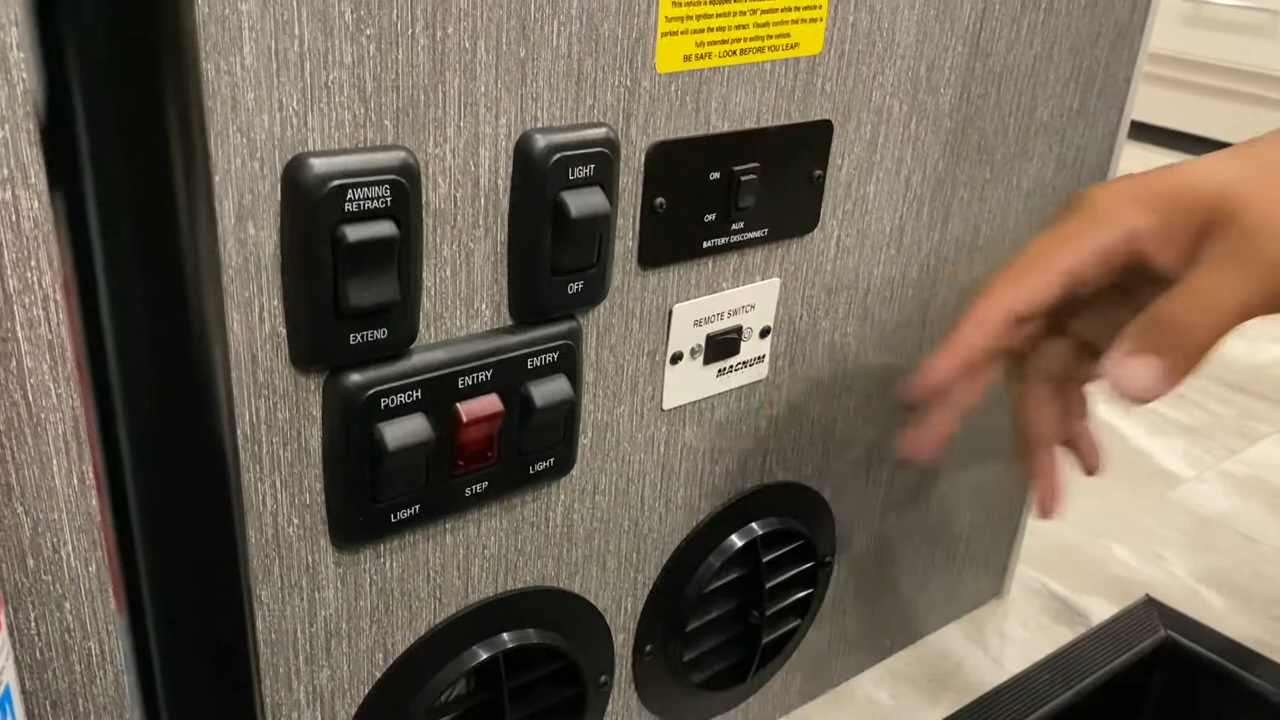 This vehicle is equipped with a
Turning the ignition switch to the "ON" position while the vehicle is
parked will cause the step to retract. Visually confirm that the step is
fully extended prior to exiting the vehicle.
BE SAFE - LOOK BEFORE YOU LEAP!
AWNING
RETRACT
EXTEND
LIGHT
OFF
ON
OFF
AUX
BATTERY DISCONNECT
REMOTE SWITCH
MAGNUM
PORCH
LIGHT
ENTRY
STEP
ENTRY
LIGHT